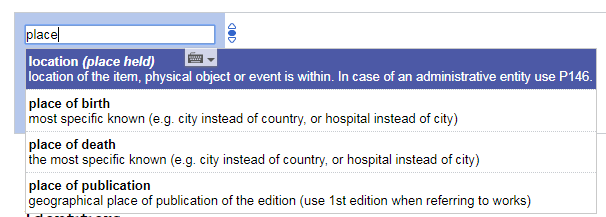 place
location (place held)
location of the item, physical object or event is within. In case of an administrative entity use P146.
place of birth
most specific known (e.g. city instead of country, or hospital instead of city)
place of death
the most specific known (e.g. city instead of country, or hospital instead of city)
place of publication
geographical place of publication of the edition (use 1st edition when referring to works)